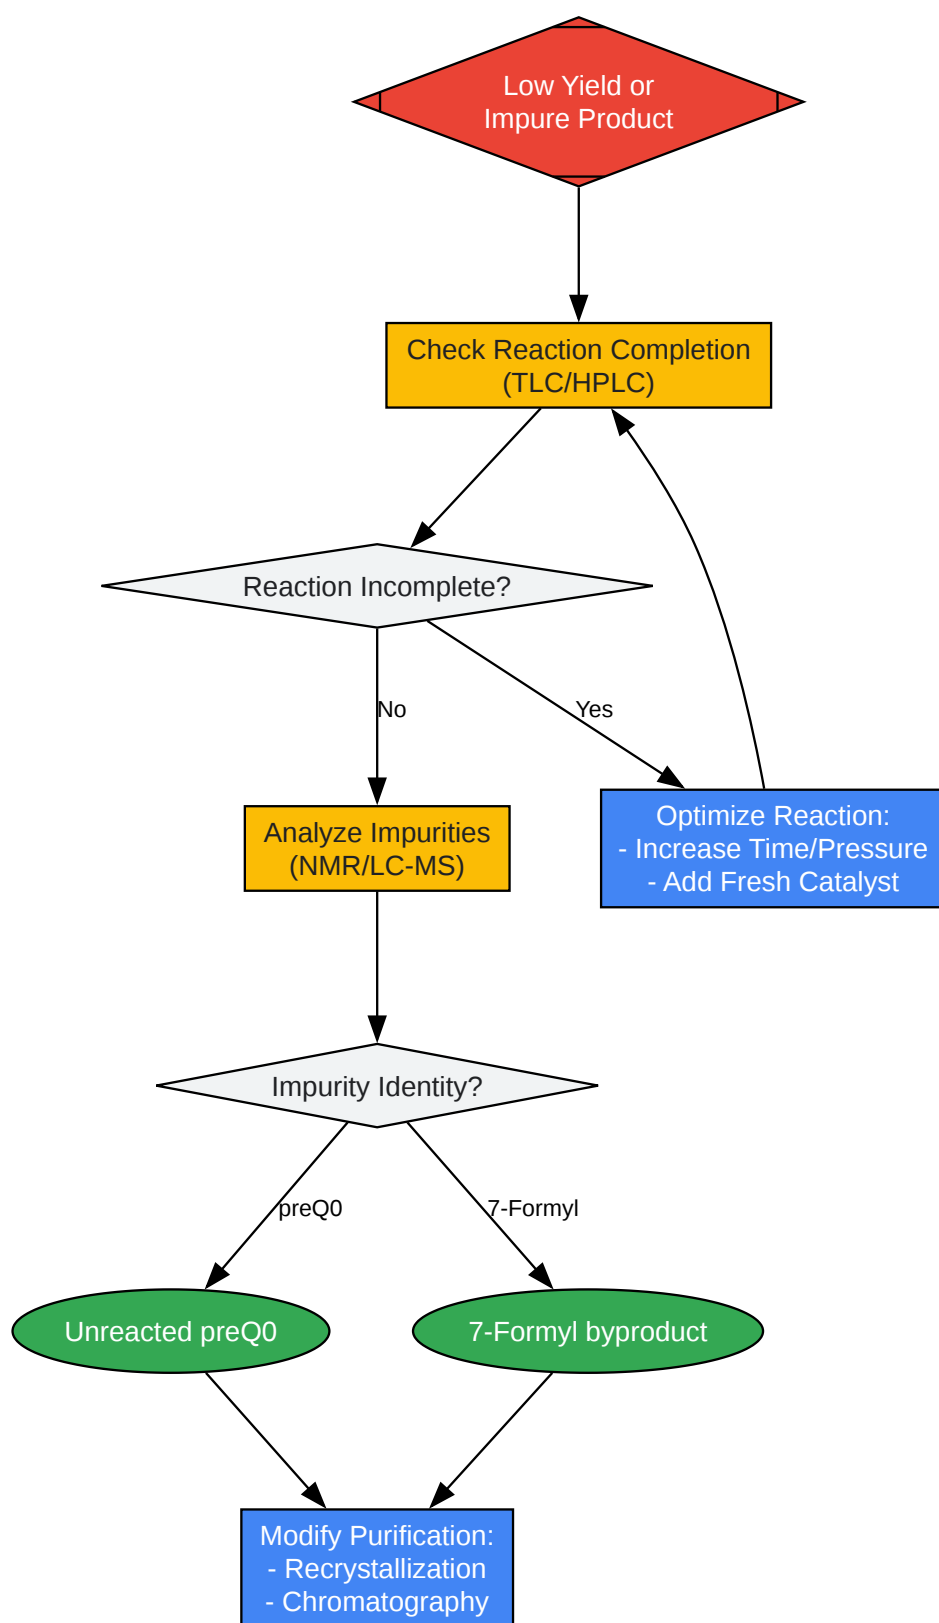 Low Yield or
Impure Product
Check Reaction Completion
(TLC/HPLC)
Reaction Incomplete?
No
Yes
Analyze Impurities
(NMR/LC-MS)
Optimize Reaction:
- Increase Time/Pressure
- Add Fresh Catalyst
Impurity Identity?
preQ0
7-Formyl
Unreacted preQ0
7-Formyl byproduct
Modify Purification:
- Recrystallization
- Chromatography